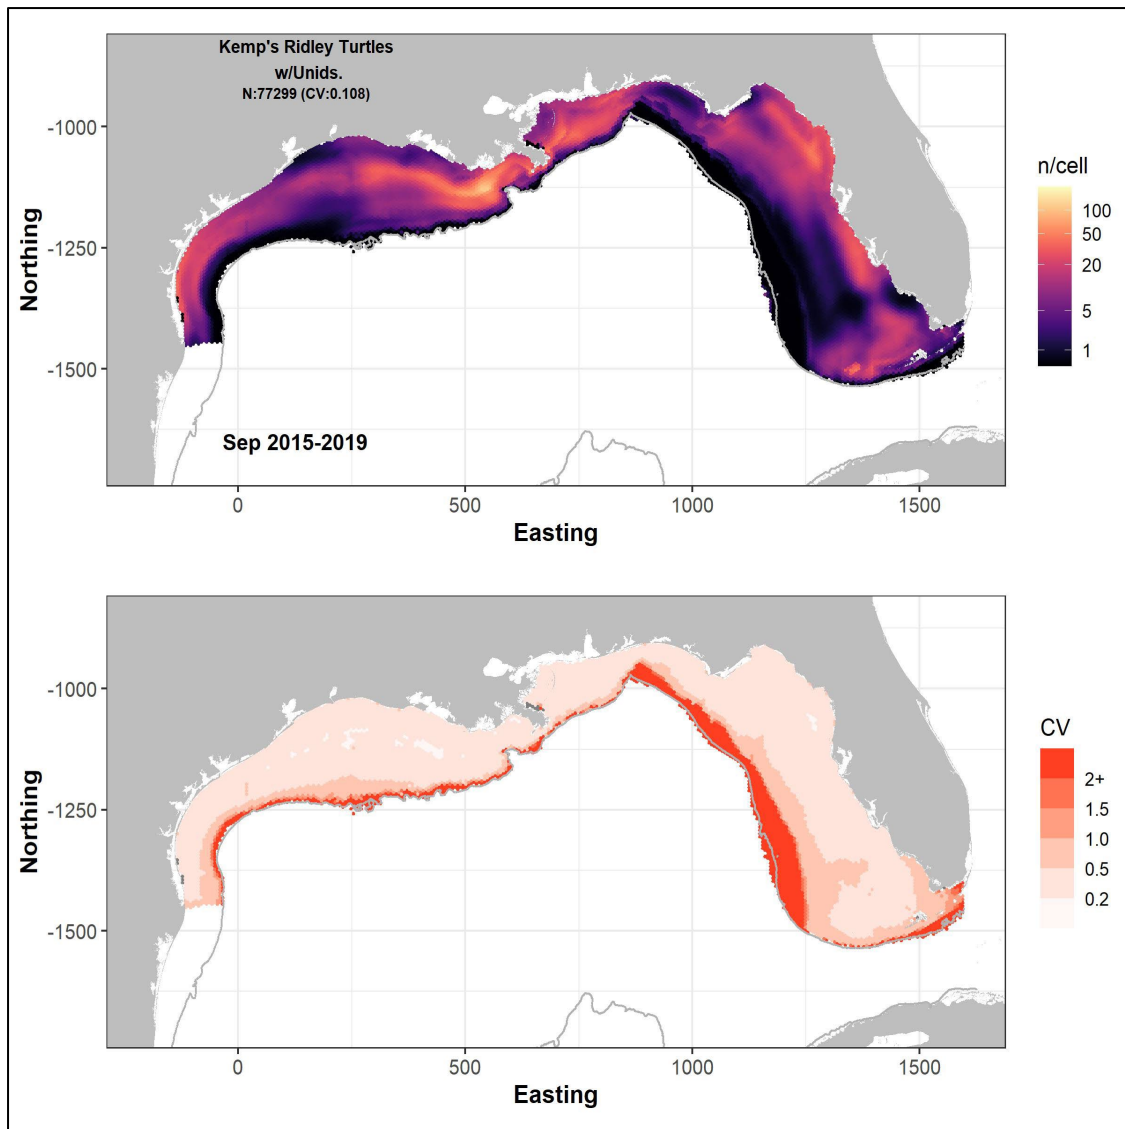 Kemp's Ridley Turtles
w/Unids.
N:77299 (CV:0.108)
-1000
-1250
-1500
Northing
Sep 2015-2019
0
500
1000
1500
Easting
n/cell
100
50
20
5
1
-1000
-1250
-1500
Northing
0
500
1000
1500
Easting
CV
2+
1.5
1.0
0.5
0.2